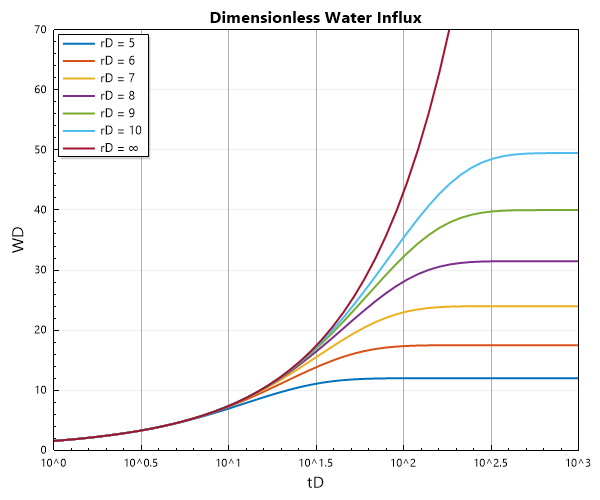 Dimensionless Water Influx
rD = 5
rD = 6
rD = 7
rD = 8
rD = 9
rD = 10
rD = ∞
70
60
50
40
30
20
10
0
WD
10^0
10^0.5
10^1
10^1.5
10^2
10^2.5
10^3
tD